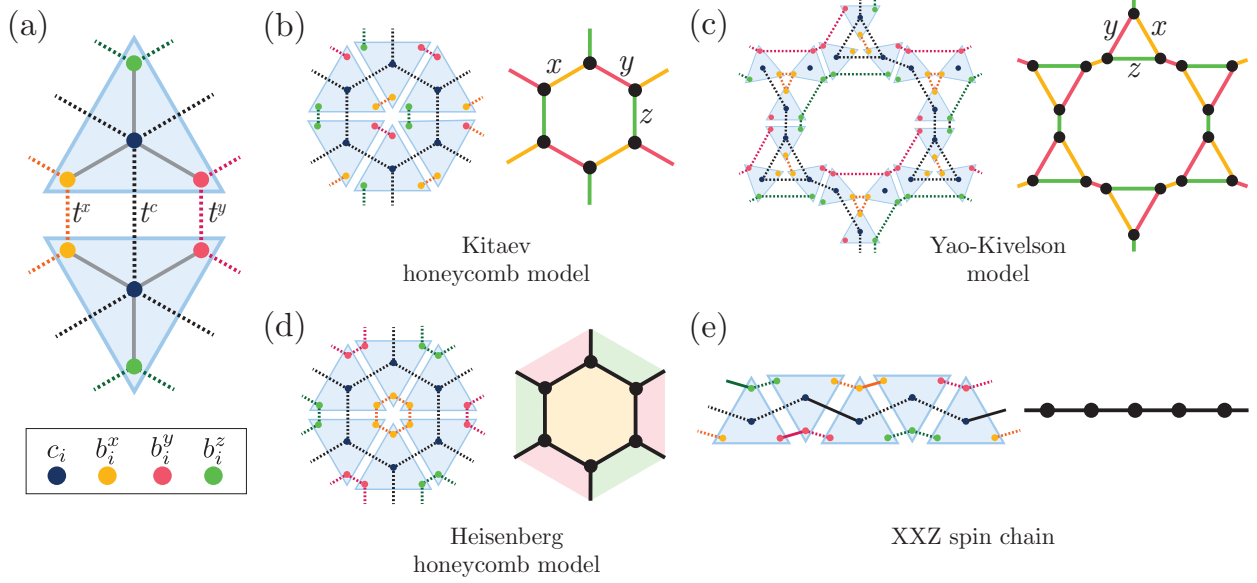 (a)
t^x
t^c
t^y
c_i
b_i^x
b_i^y
b_i^z
(b)
x
y
z
Kitaev
honeycomb model
(c)
y
x
z
Yao-Kivelson
model
(d)
Heisenberg
honeycomb model
(e)
XXZ spin chain